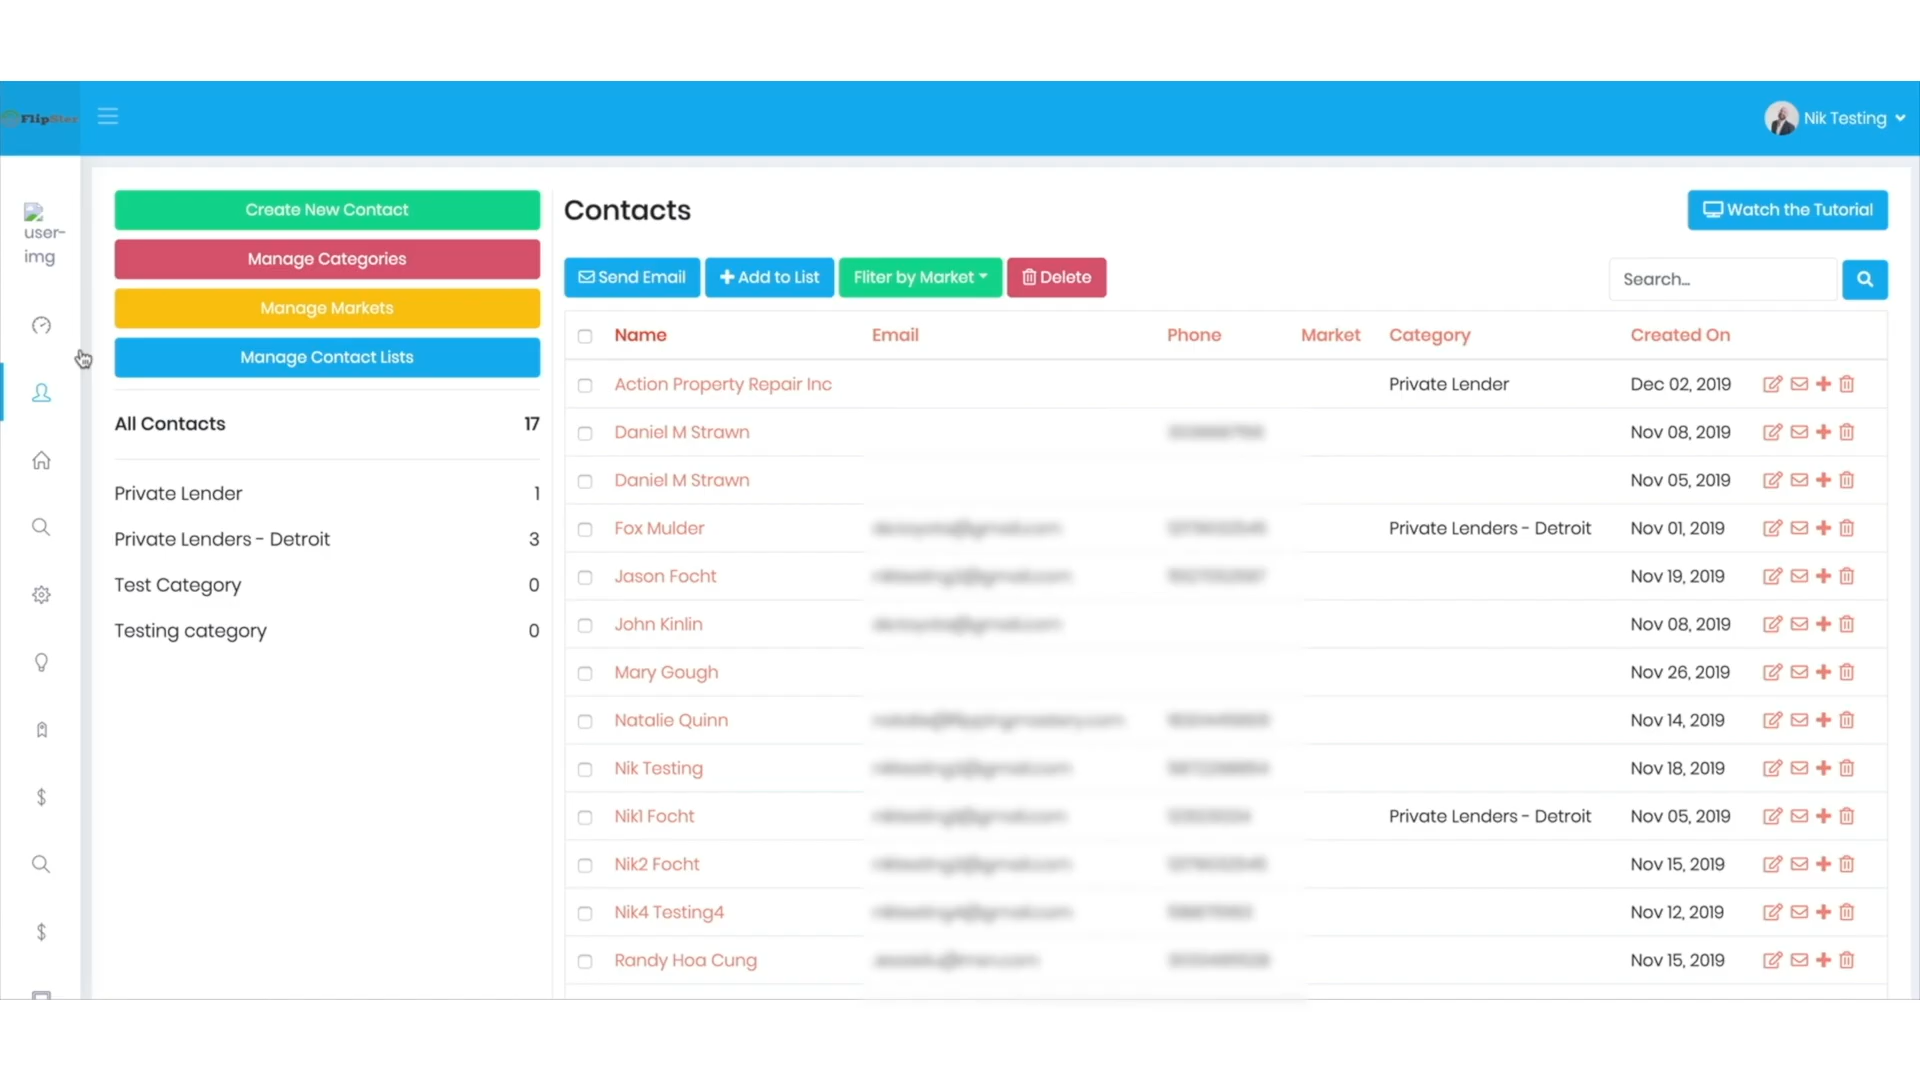 Flipster
Nik Testing
user-
img
Create New Contact
Manage Categories
Manage Markets
Manage Contact Lists
All Contacts 17
Private Lender 1
Private Lenders - Detroit 3
Test Category 0
Testing category 0
Contacts
Watch the Tutorial
Send Email
Add to List
Fliter by Market
Delete
Search...
Name Email Phone Market Category Created On
Action Property Repair Inc Private Lender Dec 02, 2019
Daniel M Strawn Nov 08, 2019
Daniel M Strawn Nov 05, 2019
Fox Mulder Private Lenders - Detroit Nov 01, 2019
Jason Focht Nov 19, 2019
John Kinlin Nov 08, 2019
Mary Gough Nov 26, 2019
Natalie Quinn Nov 14, 2019
Nik Testing Nov 18, 2019
Nik1 Focht Private Lenders - Detroit Nov 05, 2019
Nik2 Focht Nov 15, 2019
Nik4 Testing4 Nov 12, 2019
Randy Hoa Cung Nov 15, 2019